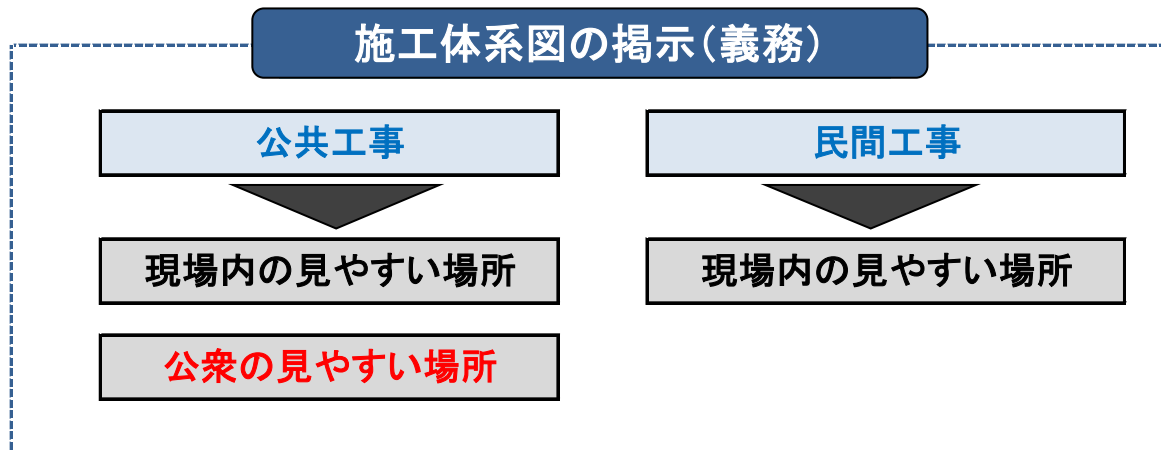 施工体系図の掲示(義務)
公共工事
民間工事
現場内の見やすい場所
現場内の見やすい場所
公衆の見やすい場所